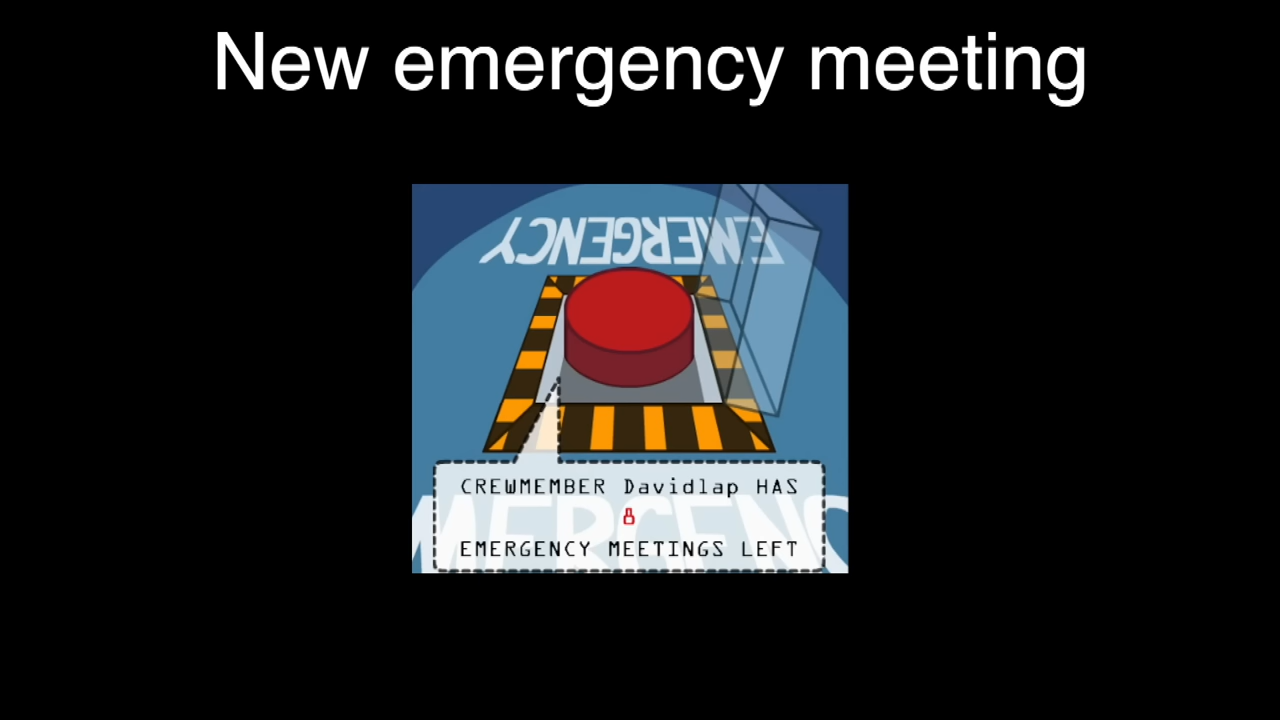 New emergency meeting
EMERGENCY
CREWMEMBER Davidlap HAS
8
EMERGENCY MEETINGS LEFT